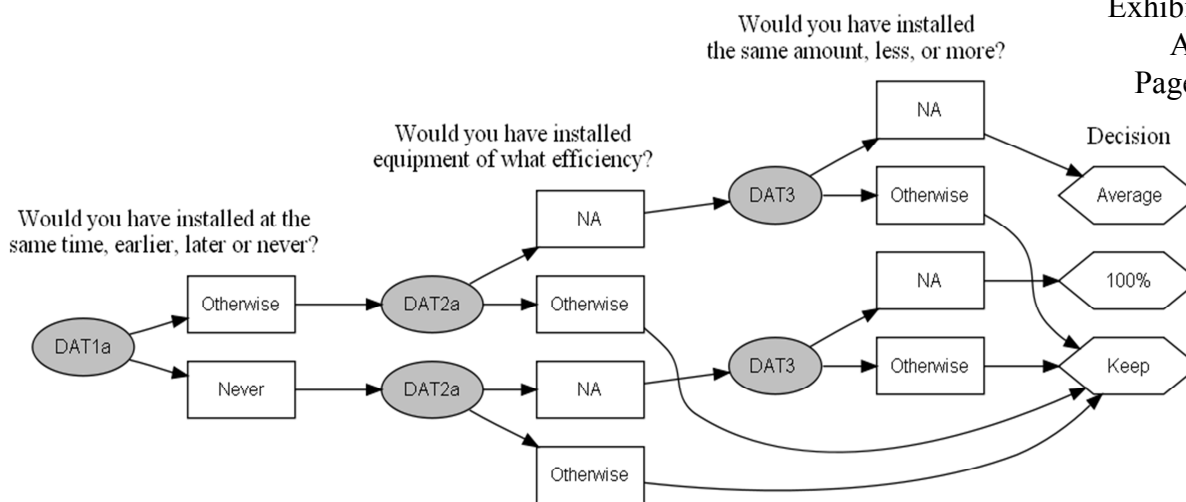 Would you have installed
the same amount, less, or more?
NA
Decision
Would you have installed
equipment of what efficiency?
DAT3
Otherwise
Average
NA
Would you have installed at the
same time, earlier, later or never?
Otherwise
DAT2a
Otherwise
NA
100%
DAT1a
Never
DAT2a
NA
DAT3
Otherwise
Keep
Otherwise
Page